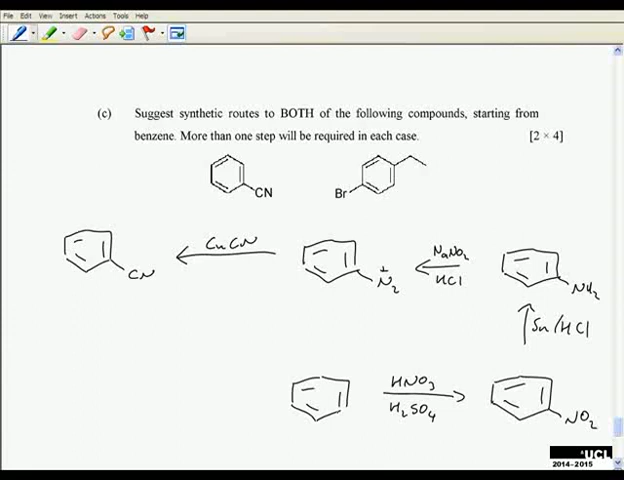 File Edit View Insert Actions Tools Help
(c) Suggest synthetic routes to BOTH of the following compounds, starting from
benzene. More than one step will be required in each case. [2 × 4]
CN Br
CuCN NaNO2
HCl
CN N2+ NH2
Sn/HCl
HNO3
H2SO4
NO2
UCL
2014-2015